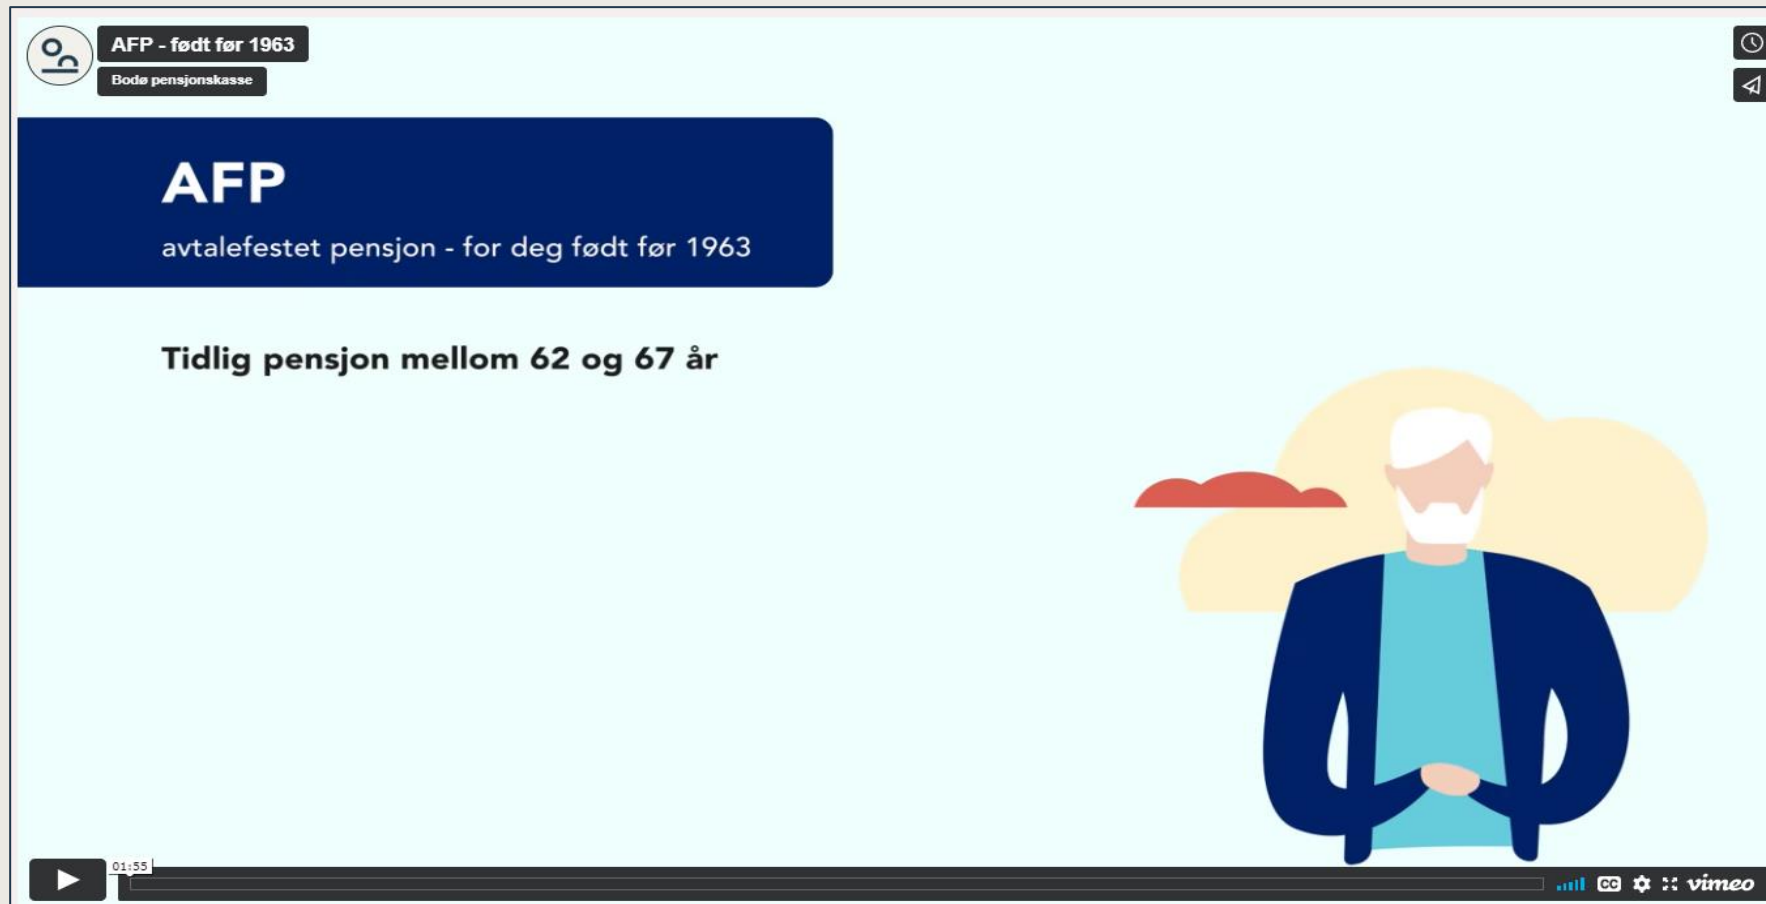 AFP - født før 1963
Bodø pensjonskasse
AFP
avtalefestet pensjon - for deg født før 1963
Tidlig pensjon mellom 62 og 67 år
01:55
CC
vimeo